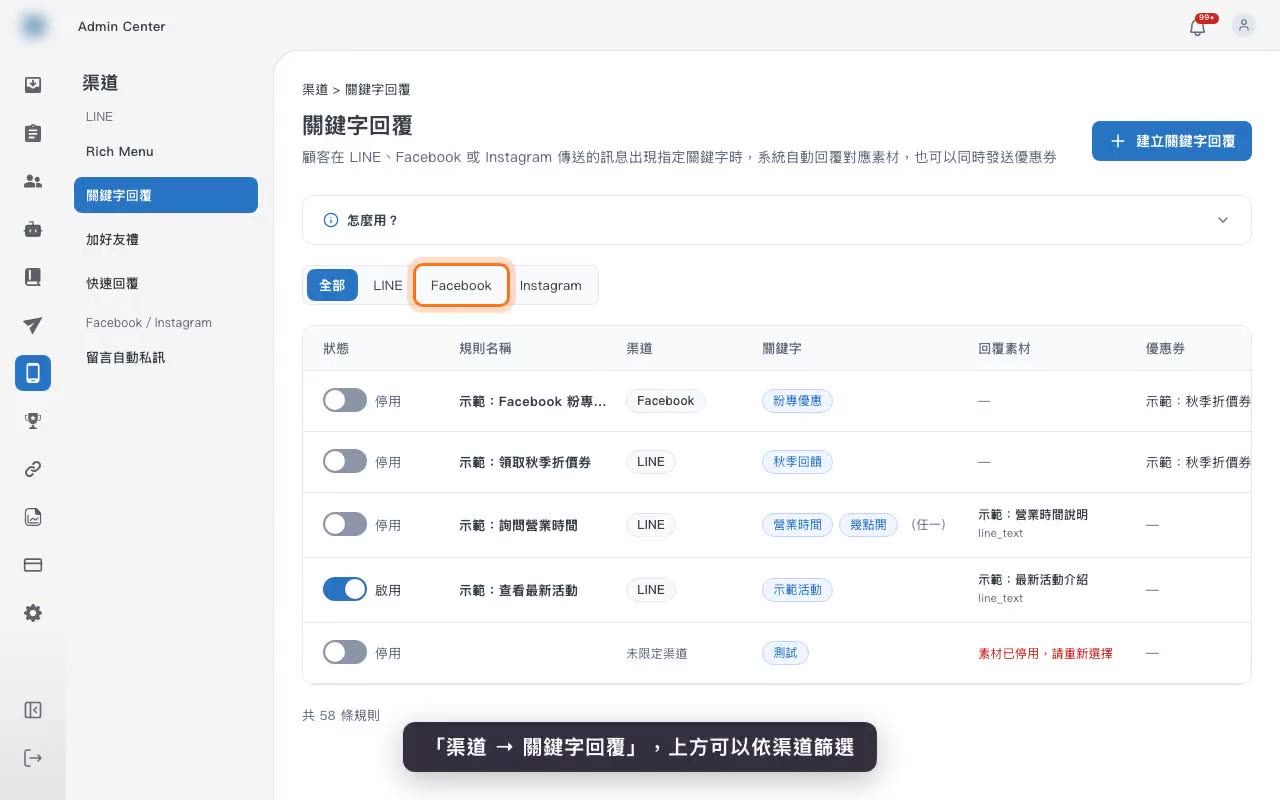 Admin Center
99+
渠道
LINE
Rich Menu
關鍵字回覆
加好友禮
快速回覆
Facebook / Instagram
留言自動私訊
渠道 > 關鍵字回覆
關鍵字回覆
顧客在 LINE、Facebook 或 Instagram 傳送的訊息出現指定關鍵字時，系統自動回覆對應素材，也可以同時發送優惠券
建立關鍵字回覆
怎麼用？
全部 LINE Facebook Instagram
狀態 規則名稱 渠道 關鍵字 回覆素材 優惠券
停用 示範：Facebook 粉專... Facebook 粉專優惠 — 示範：秋季折價券
停用 示範：領取秋季折價券 LINE 秋季回饋 — 示範：秋季折價券
停用 示範：詢問營業時間 LINE 營業時間 幾點開 （任一） 示範：營業時間說明 —
line_text
啟用 示範：查看最新活動 LINE 示範活動 示範：最新活動介紹 —
line_text
停用 未限定渠道 測試 素材已停用，請重新選擇 —
共 58 條規則
「渠道 → 關鍵字回覆」，上方可以依渠道篩選